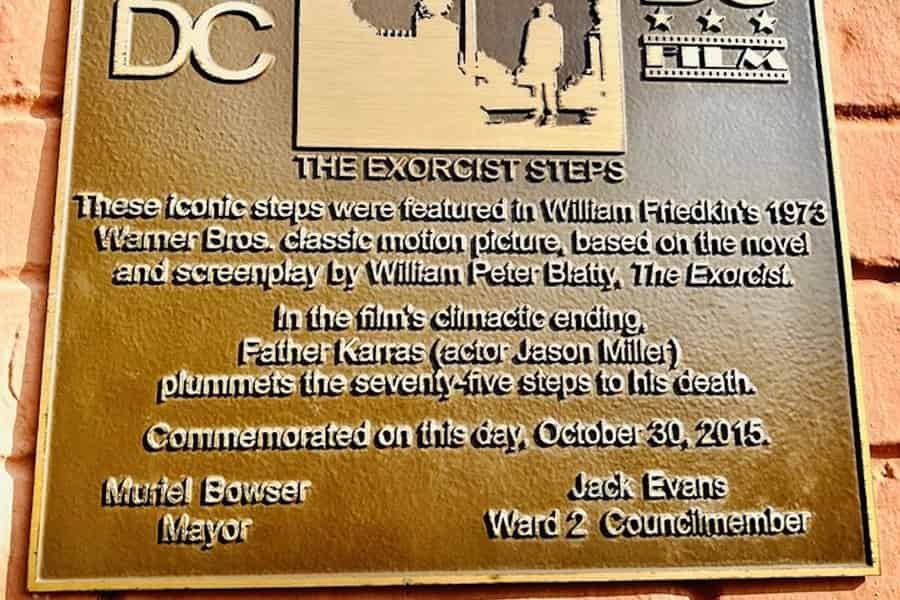 DC
DC
FILM
THE EXORCIST STEPS
These iconic steps were featured in William Friedkin's 1973
Warner Bros. classic motion picture, based on the novel
and screenplay by William Peter Blatty, The Exorcist.
In the film's climactic ending,
Father Karras (actor Jason Miller)
plummets the seventy-five steps to his death.
Commemorated on this day, October 30, 2015.
Muriel Bowser
Mayor
Jack Evans
Ward 2 Councilmember